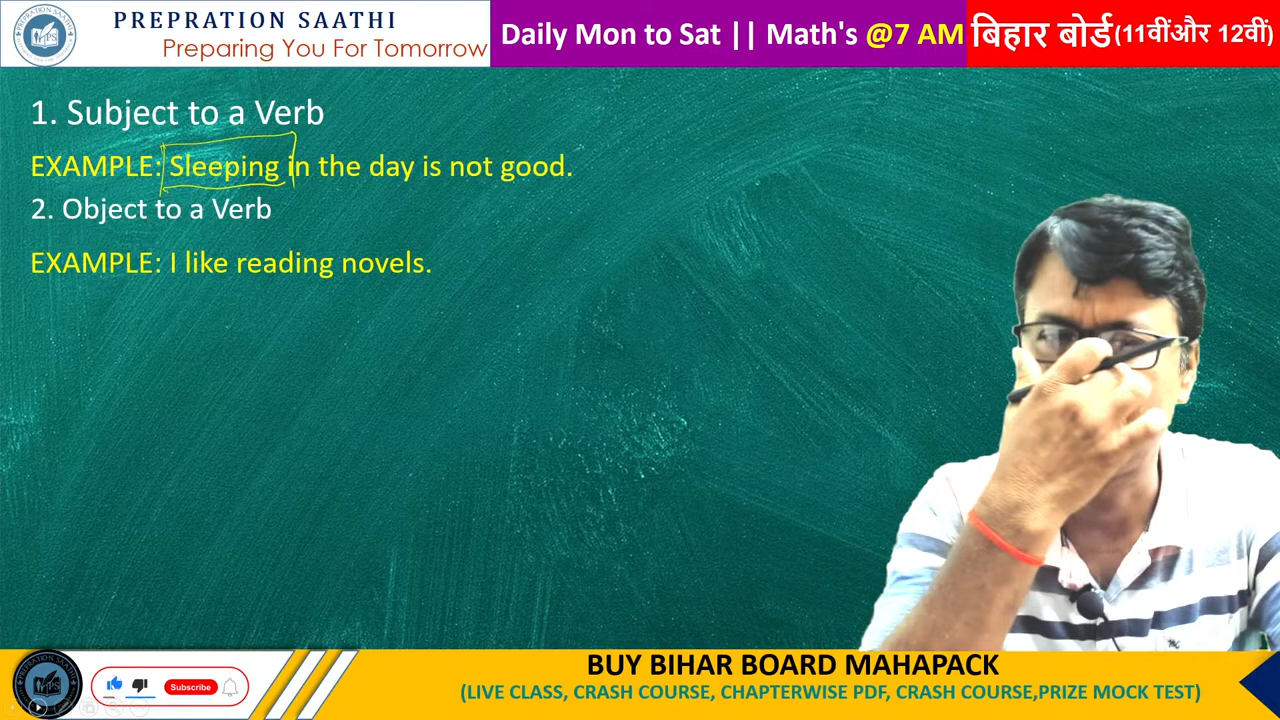 PREPRATION SAATHI
Preparing You For Tomorrow
Daily Mon to Sat || Math's @7 AM
बिहार बोर्ड(11वींऔर 12वीं)
1. Subject to a Verb
EXAMPLE: Sleeping in the day is not good.
2. Object to a Verb
EXAMPLE: I like reading novels.
BUY BIHAR BOARD MAHAPACK
(LIVE CLASS, CRASH COURSE, CHAPTERWISE PDF, CRASH COURSE,PRIZE MOCK TEST)
PREPRATION SAATHI
Subscribe